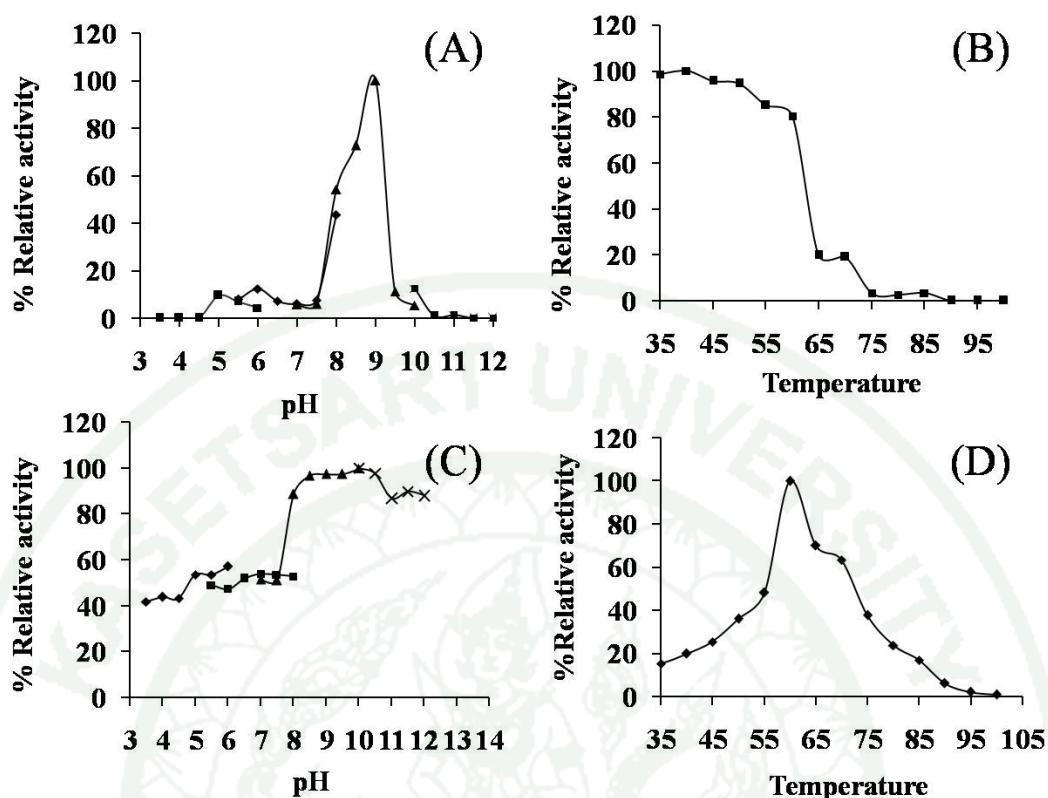 120
100
80
60
40
20
0
% Relative activity
(A)
3 4 5 6 7 8 9 10 11 12
pH
120
100
80
60
40
20
0
% Relative activity
(B)
35 45 55 65 75 85 95
Temperature
120
100
80
60
40
20
0
% Relative activity
(C)
3 4 5 6 7 8 9 10 11 12 13 14
pH
120
100
80
60
40
20
0
%Relative activity
(D)
35 45 55 65 75 85 95 105
Temperature
KASETSART UNIVERSITY